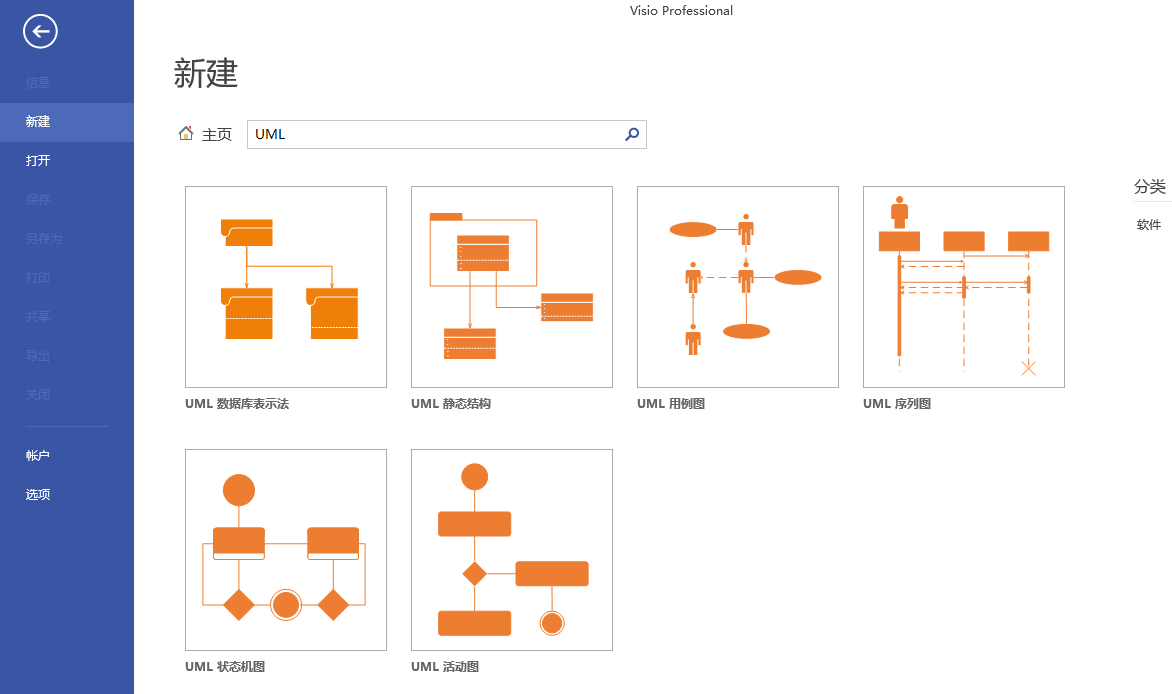 Visio Professional
信息
新建
打开
保存
另存为
打印
共享
导出
关闭
帐户
选项
新建
主页
UML
UML 数据库表示法
UML 静态结构
UML 用例图
UML 序列图
UML 状态机图
UML 活动图
分类
软件